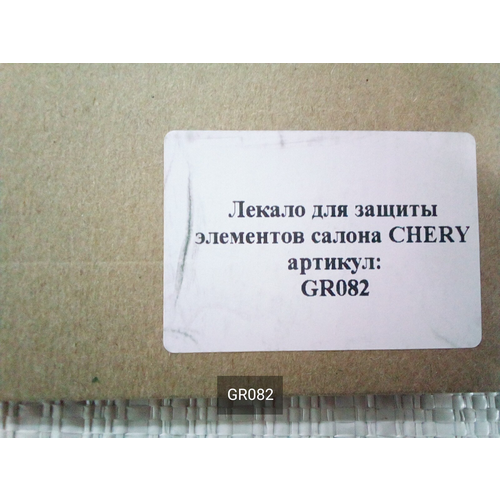 Лекало для защиты
элементов салона CHERY
артикул:
GR082
GR082